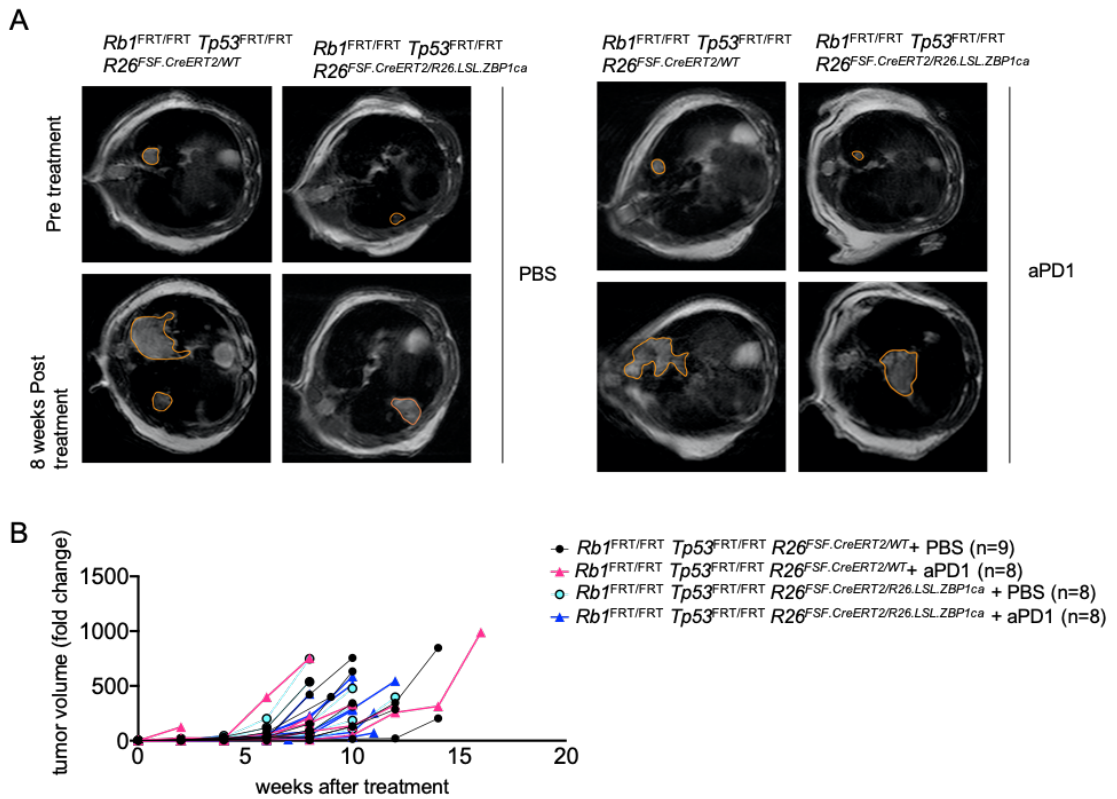 A
Rb1FRT/FRT Tp53FRT/FRT
R26FSF.CreERT2/WT
Rb1FRT/FRT Tp53FRT/FRT
R26FSF.CreERT2/R26.LSL.ZBP1ca
Rb1FRT/FRT Tp53FRT/FRT
R26FSF.CreERT2/WT
Rb1FRT/FRT Tp53FRT/FRT
R26FSF.CreERT2/R26.LSL.ZBP1ca
Pre treatment
PBS
aPD1
8 weeks Post
treatment
B
Rb1FRT/FRT Tp53FRT/FRT R26FSF.CreERT2/WT+ PBS (n=9)
Rb1FRT/FRT Tp53FRT/FRT R26FSF.CreERT2/WT+ aPD1 (n=8)
Rb1FRT/FRT Tp53FRT/FRT R26FSF.CreERT2/R26.LSL.ZBP1ca + PBS (n=8)
Rb1FRT/FRT Tp53FRT/FRT R26FSF.CreERT2/R26.LSL.ZBP1ca + aPD1 (n=8)
tumor volume (fold change)
1500
1000
500
0
0 5 10 15 20
weeks after treatment